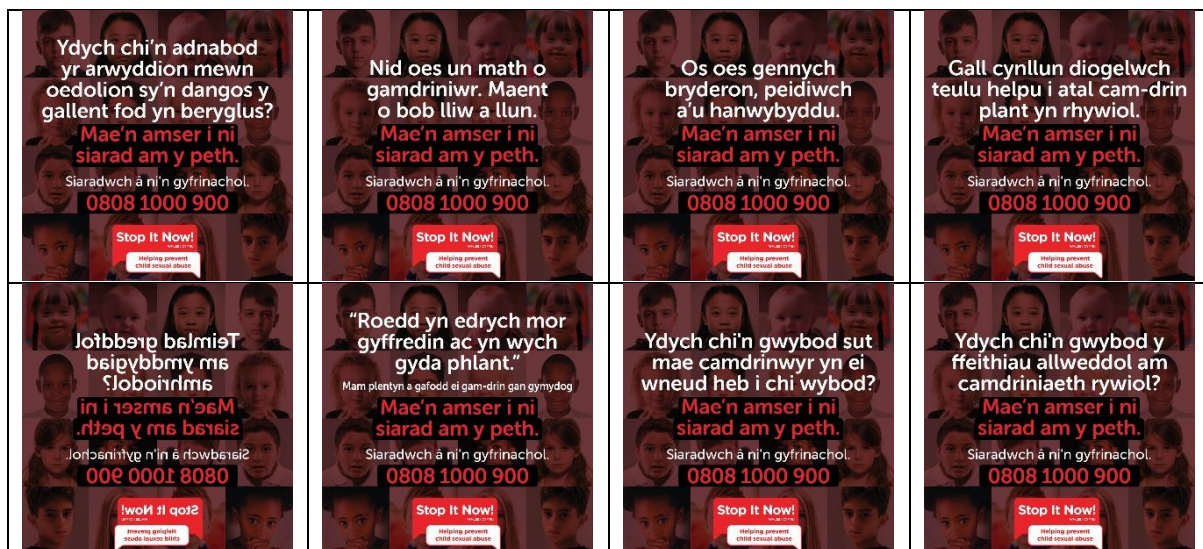 Ydych chi'n adnabod
yr arwyddion mewn
oedolion sy'n dangos y
gallent fod yn beryglus?
Mae'n amser i ni
siarad am y peth.
Siaradwch â ni'n gyfrinachol.
0808 1000 900
Stop It Now!
Helping prevent
child sexual abuse
Nid oes un math o
gamdriniwr. Maent
o bob lliw a llun.
Mae'n amser i ni
siarad am y peth.
Siaradwch â ni'n gyfrinachol.
0808 1000 900
Stop It Now!
Helping prevent
child sexual abuse
Os oes gennych
bryderon, peidiwch
a'u hanwybyddu.
Mae'n amser i ni
siarad am y peth.
Siaradwch â ni'n gyfrinachol.
0808 1000 900
Stop It Now!
Helping prevent
child sexual abuse
Gall cynllun diogelwch
teulu helpu i atal cam-drin
plant yn rhywiol.
Mae'n amser i ni
siarad am y peth.
Siaradwch â ni'n gyfrinachol.
0808 1000 900
Stop It Now!
Helping prevent
child sexual abuse
Teimlad greddfol
am ymddygiad
amhriodol?
Mae'n amser i ni
siarad am y peth.
Siaradwch â ni'n gyfrinachol.
0808 1000 900
Stop It Now!
Helping prevent
child sexual abuse
“Roedd yn edrych mor
gyffredin ac yn wych
gyda phlant.”
Mam plentyn a gafodd ei gam-drin gan gymydog
Mae'n amser i ni
siarad am y peth.
Siaradwch â ni'n gyfrinachol.
0808 1000 900
Stop It Now!
Helping prevent
child sexual abuse
Ydych chi'n gwybod sut
mae camdrinwyr yn ei
wneud heb i chi wybod?
Mae'n amser i ni
siarad am y peth.
Siaradwch â ni'n gyfrinachol.
0808 1000 900
Stop It Now!
Helping prevent
child sexual abuse
Ydych chi'n gwybod y
ffeithiau allweddol am
camdriniaeth rywiol?
Mae'n amser i ni
siarad am y peth.
Siaradwch â ni'n gyfrinachol.
0808 1000 900
Stop It Now!
Helping prevent
child sexual abuse